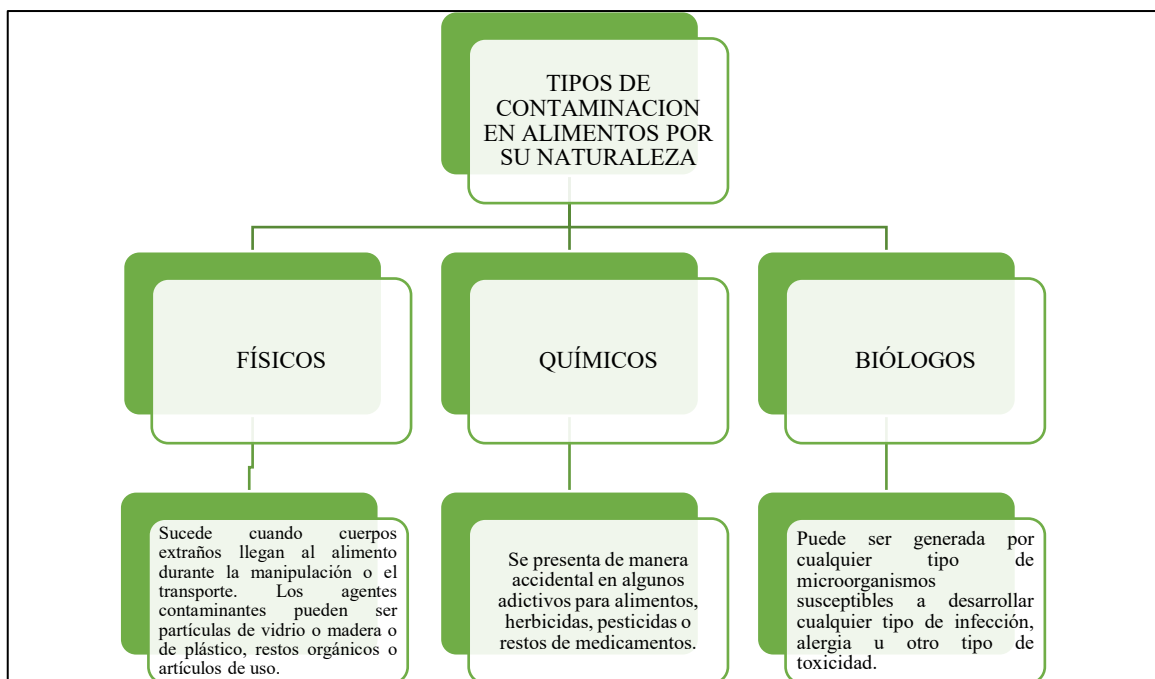 TIPOS DE
CONTAMINACION
EN ALIMENTOS POR
SU NATURALEZA
FÍSICOS
QUÍMICOS
BIÓLOGOS
Sucede cuando cuerpos
extraños llegan al alimento
durante la manipulación o el
transporte. Los agentes
contaminantes pueden ser
partículas de vidrio o madera o
de plástico, restos orgánicos o
artículos de uso.
Se presenta de manera
accidental en algunos
adictivos para alimentos,
herbicidas, pesticidas o
restos de medicamentos.
Puede ser generada por
cualquier tipo de
microorganismos
susceptibles a desarrollar
cualquier tipo de infección,
alergia u otro tipo de
toxicidad.